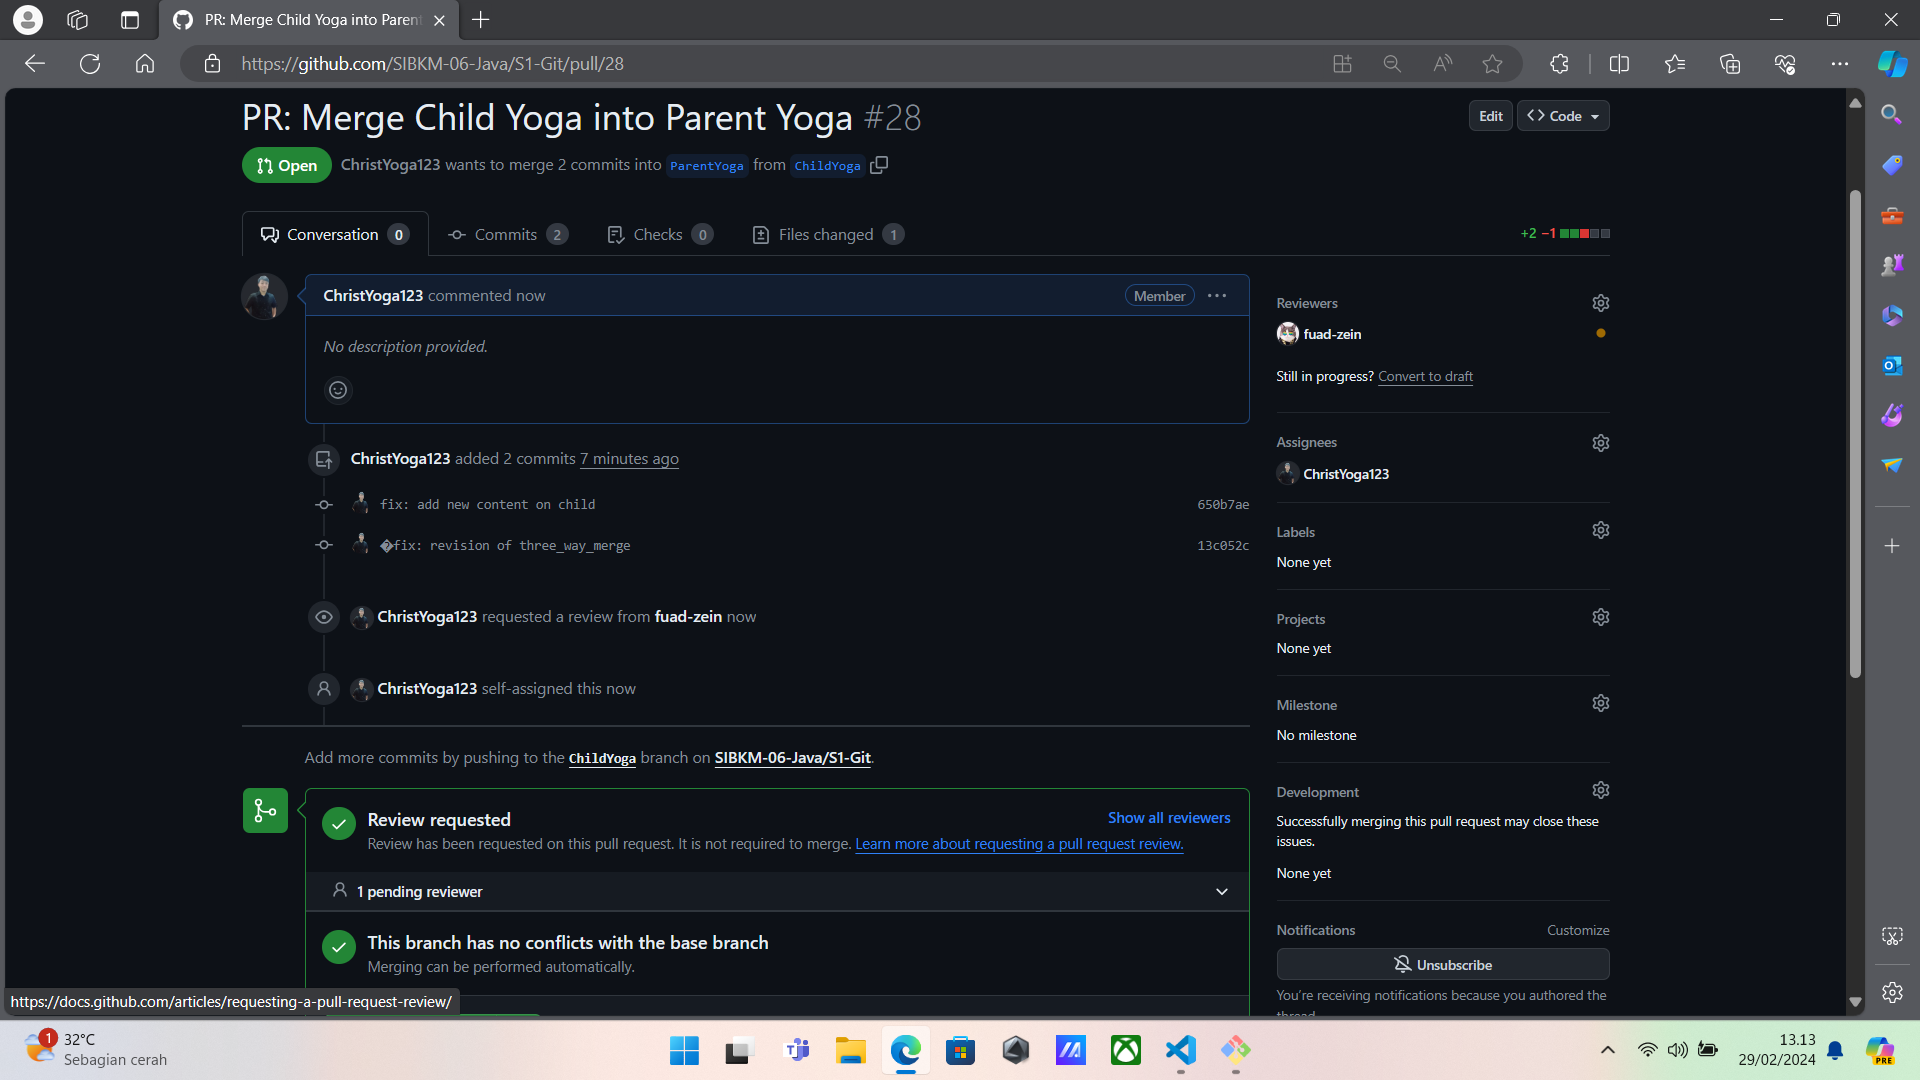 PR: Merge Child Yoga into Paren
https://github.com/SIBKM-06-Java/S1-Git/pull/28
PR: Merge Child Yoga into Parent Yoga #28
Edit
<> Code
Open
ChristYoga123 wants to merge 2 commits into ParentYoga from ChildYoga
Conversation 0
Commits 2
Checks 0
Files changed 1
+2 −1
ChristYoga123 commented now
Member
No description provided.
ChristYoga123 added 2 commits 7 minutes ago
fix: add new content on child
650b7ae
�fix: revision of three_way_merge
13c052c
ChristYoga123 requested a review from fuad-zein now
ChristYoga123 self-assigned this now
Add more commits by pushing to the ChildYoga branch on SIBKM-06-Java/S1-Git.
Review requested
Show all reviewers
Review has been requested on this pull request. It is not required to merge. Learn more about requesting a pull request review.
1 pending reviewer
This branch has no conflicts with the base branch
Merging can be performed automatically.
Reviewers
fuad-zein
Still in progress? Convert to draft
Assignees
ChristYoga123
Labels
None yet
Projects
None yet
Milestone
No milestone
Development
Successfully merging this pull request may close these
issues.
None yet
Notifications
Customize
Unsubscribe
You're receiving notifications because you authored the
thread.
https://docs.github.com/articles/requesting-a-pull-request-review/
1
32°C
Sebagian cerah
13.13
29/02/2024
PRE